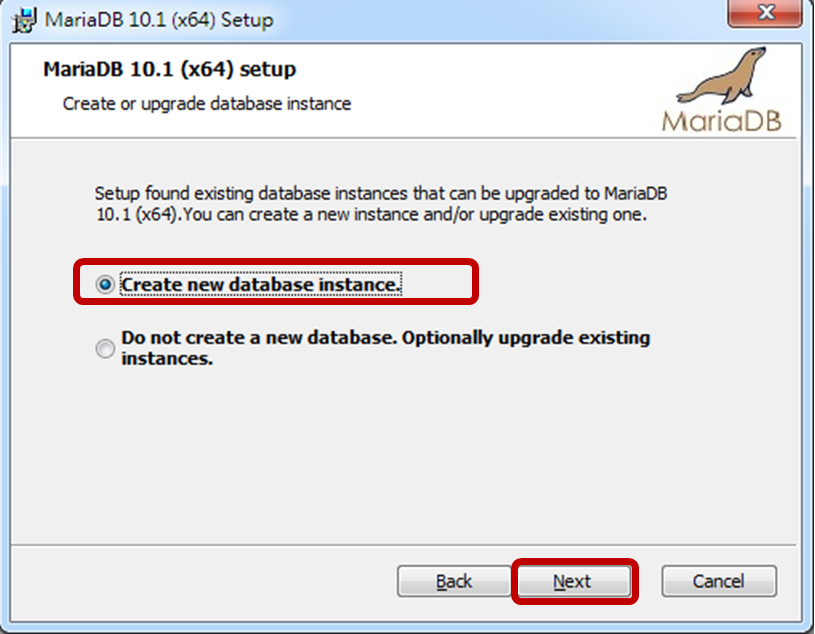 MariaDB 10.1 (x64) Setup
MariaDB 10.1 (x64) setup
Create or upgrade database instance
MariaDB
Setup found existing database instances that can be upgraded to MariaDB
10.1 (x64).You can create a new instance and/or upgrade existing one.
Create new database instance.
Do not create a new database. Optionally upgrade existing
instances.
Back
Next
Cancel